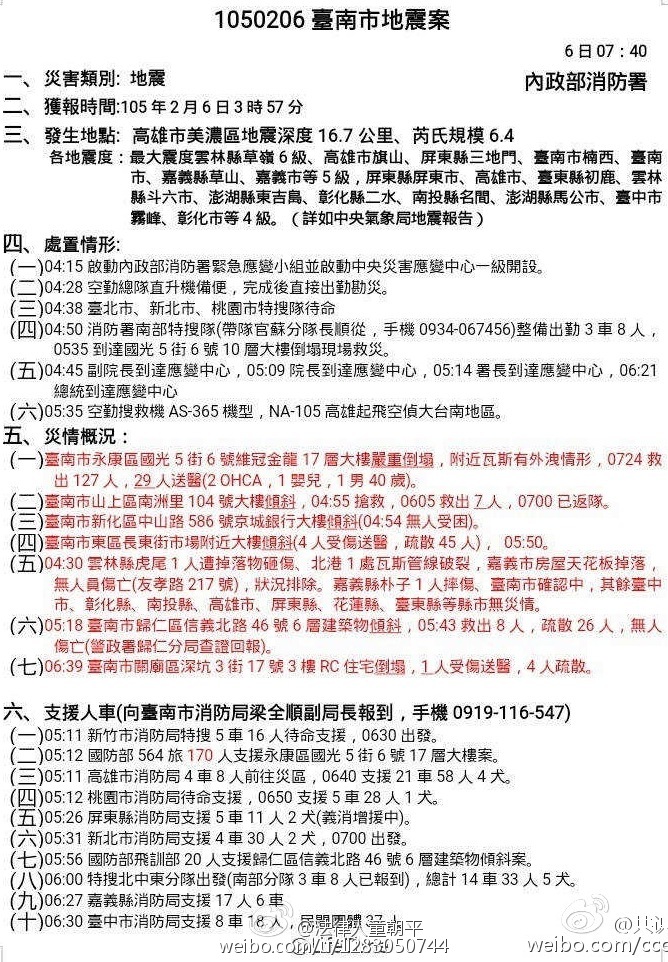 1050206 臺南市地震案
6 日 07：40
一、 災害類別: 地震
內政部消防署
二、 獲報時間:105 年 2 月 6 日 3 時 57 分
三、 發生地點: 高雄市美濃區地震深度 16.7 公里、芮氏規模 6.4
各地震度：最大震度雲林縣草嶺 6 級、高雄市旗山、屏東縣三地門、臺南市楠西、臺南
市、嘉義縣草山、嘉義市等 5 級，屏東縣屏東市、高雄市、臺東縣初鹿、雲林
縣斗六市、澎湖縣東吉島、彰化縣二水、南投縣名間、澎湖縣馬公市、臺中市
霧峰、彰化市等 4 級。（詳如中央氣象局地震報告）
四、 處置情形:
(一)04:15 啟動內政部消防署緊急應變小組並啟動中央災害應變中心一級開設。
(二)04:28 空勤總隊直升機備便，完成後直接出勤勘災。
(三)04:38 臺北市、新北市、桃園市特搜隊待命
(四)04:50 消防署南部特搜隊(帶隊官蘇分隊長順從，手機 0934-067456)整備出勤 3 車 8 人，
0535 到達國光 5 街 6 號 10 層大樓倒塌現場救災。
(五)04:45 副院長到達應變中心，05:09 院長到達應變中心，05:14 署長到達應變中心，06:21
總統到達應變中心
(六)05:35 空勤搜救機 AS-365 機型，NA-105 高雄起飛空偵大台南地區。
五、 災情概況：
(一)臺南市永康區國光 5 街 6 號維冠金龍 17 層大樓嚴重倒塌，附近瓦斯有外洩情形，0724 救
出 127 人，29 人送醫(2 OHCA，1 嬰兒，1 男 40 歲)。
(二)臺南市山上區南洲里 104 號大樓傾斜，04:55 搶救，0605 救出 7 人，0700 已返隊。
(三)臺南市新化區中山路 586 號京城銀行大樓傾斜(04:54 無人受困)。
(四)臺南市東區長東街市場附近大樓傾斜(4 人受傷送醫，疏散 45 人)， 05:50。
(五)04:30 雲林縣虎尾 1 人遭掉落物砸傷、北港 1 處瓦斯管線破裂，嘉義市房屋天花板掉落，
無人員傷亡(友孝路 217 號)，狀況排除。嘉義縣朴子 1 人摔傷、臺南市確認中，其餘臺中
市、彰化縣、南投縣、高雄市、屏東縣、花蓮縣、臺東縣等縣市無災情。
(六)05:18 臺南市歸仁區信義北路 46 號 6 層建築物傾斜，05:43 救出 8 人，疏散 26 人，無人
傷亡(警政署歸仁分局查證回報)。
(七)06:39 臺南市關廟區深坑 3 街 17 號 3 樓 RC 住宅倒塌，1 人受傷送醫，4 人疏散。
六、 支援人車(向臺南市消防局梁全順副局長報到，手機 0919-116-547)
(一)05:11 新竹市消防局特搜 5 車 16 人待命支援，0630 出發。
(二)05:12 國防部 564 旅 170 人支援永康區國光 5 街 6 號 17 層大樓案。
(三)05:11 高雄市消防局 4 車 8 人前往災區，0640 支援 21 車 58 人 4 犬。
(四)05:12 桃園市消防局待命支援，0650 支援 5 車 28 人 1 犬。
(五)05:26 屏東縣消防局支援 5 車 11 人 2 犬(義消增援中)。
(六)05:31 新北市消防局支援 4 車 30 人 2 犬，0700 出發。
(七)05:56 國防部飛訓部 20 人支援歸仁區信義北路 46 號 6 層建築物傾斜案。
(八)06:00 特搜北中東分隊出發(南部分隊 3 車 8 人已報到)，總計 14 車 33 人 5 犬。
(九)06:27 嘉義縣消防局支援 17 人 6 車
(十)06:30 臺中市消防局支援 8 車 18 人，民間團體 37 人
@法律人董朝平
weibo.com/u/1283050744
weibo.com/ccc